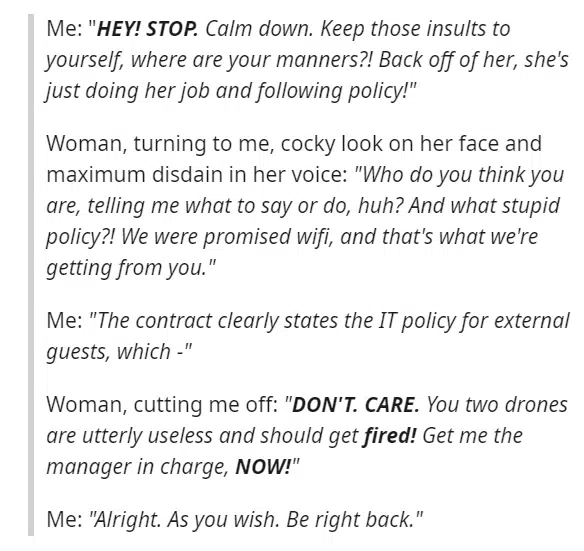 Me: "HEY! STOP. Calm down. Keep those insults to
yourself, where are your manners?! Back off of her, she's
just doing her job and following policy!"
Woman, turning to me, cocky look on her face and
maximum disdain in her voice: "Who do you think you
are, telling me what to say or do, huh? And what stupid
policy?! We were promised wifi, and that's what we're
getting from you."
Me: "The contract clearly states the IT policy for external
guests, which -"
Woman, cutting me off: "DON'T. CARE. You two drones
are utterly useless and should get fired! Get me the
manager in charge, NOW!"
Me: "Alright. As you wish. Be right back."